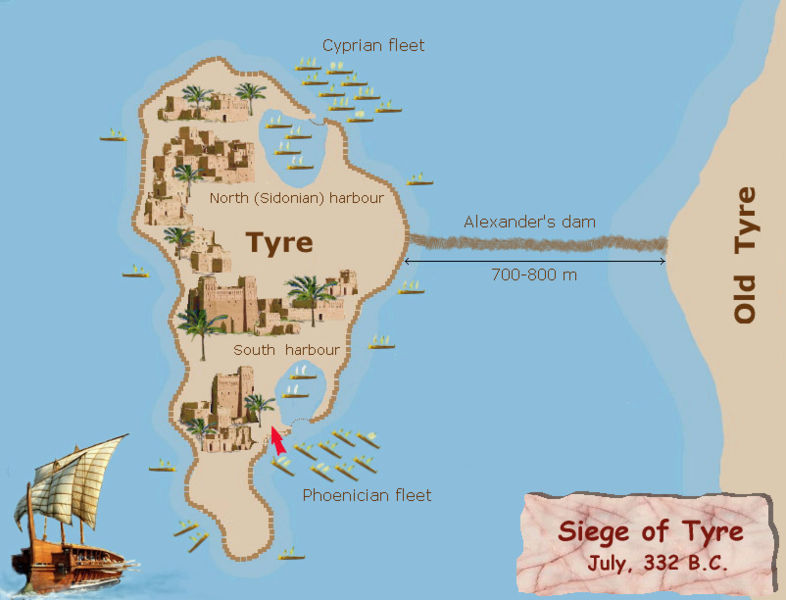 Cyprian fleet
North (Sidonian) harbour
Alexander's dam
Tyre
700-800 m
Old Tyre
South harbour
Phoenician fleet
Siege of Tyre
July, 332 B.C.